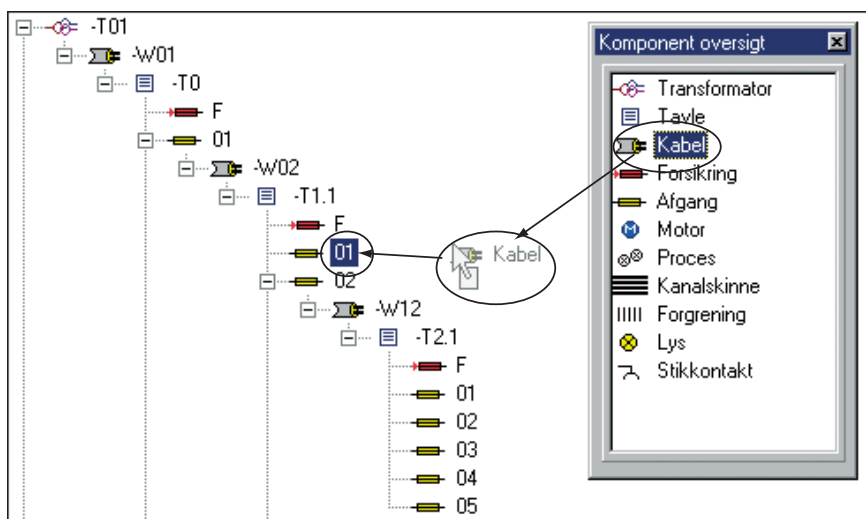 -T01
-W01
-T0
F
01
-W02
-T1.1
F
01
02
-W12
-T2.1
F
01
02
03
04
05
Kabel
Komponent oversigt
Transformator
Tavle
Kabel
Forsikring
Afgang
Motor
Proces
Kanalskinne
Forgrening
Lys
Stikkontakt